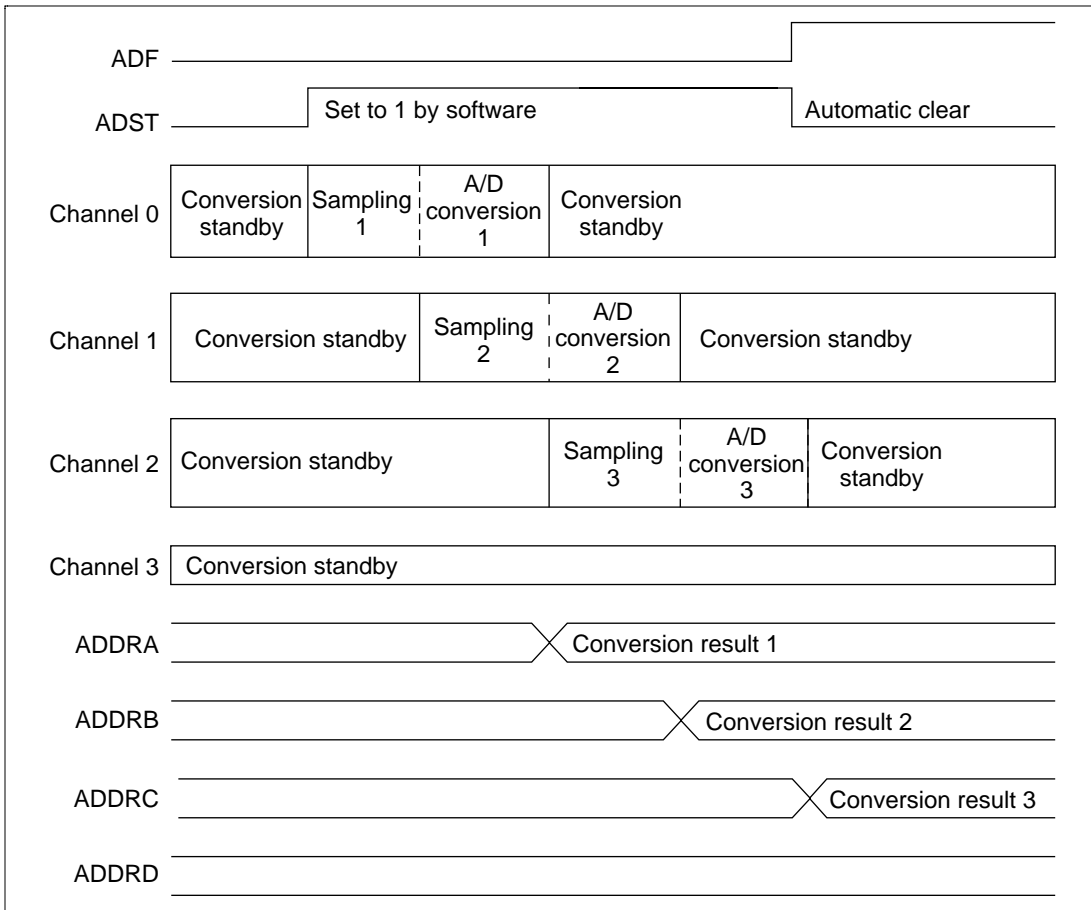 ADF
ADST
Set to 1 by software
Automatic clear
Channel 0
Conversion
standby
Sampling
1
A/D
conversion
1
Conversion
standby
Channel 1
Conversion standby
Sampling
2
A/D
conversion
2
Conversion standby
Channel 2
Conversion standby
Sampling
3
A/D
conversion
3
Conversion
standby
Channel 3
Conversion standby
ADDRA
Conversion result 1
ADDRB
Conversion result 2
ADDRC
Conversion result 3
ADDRD